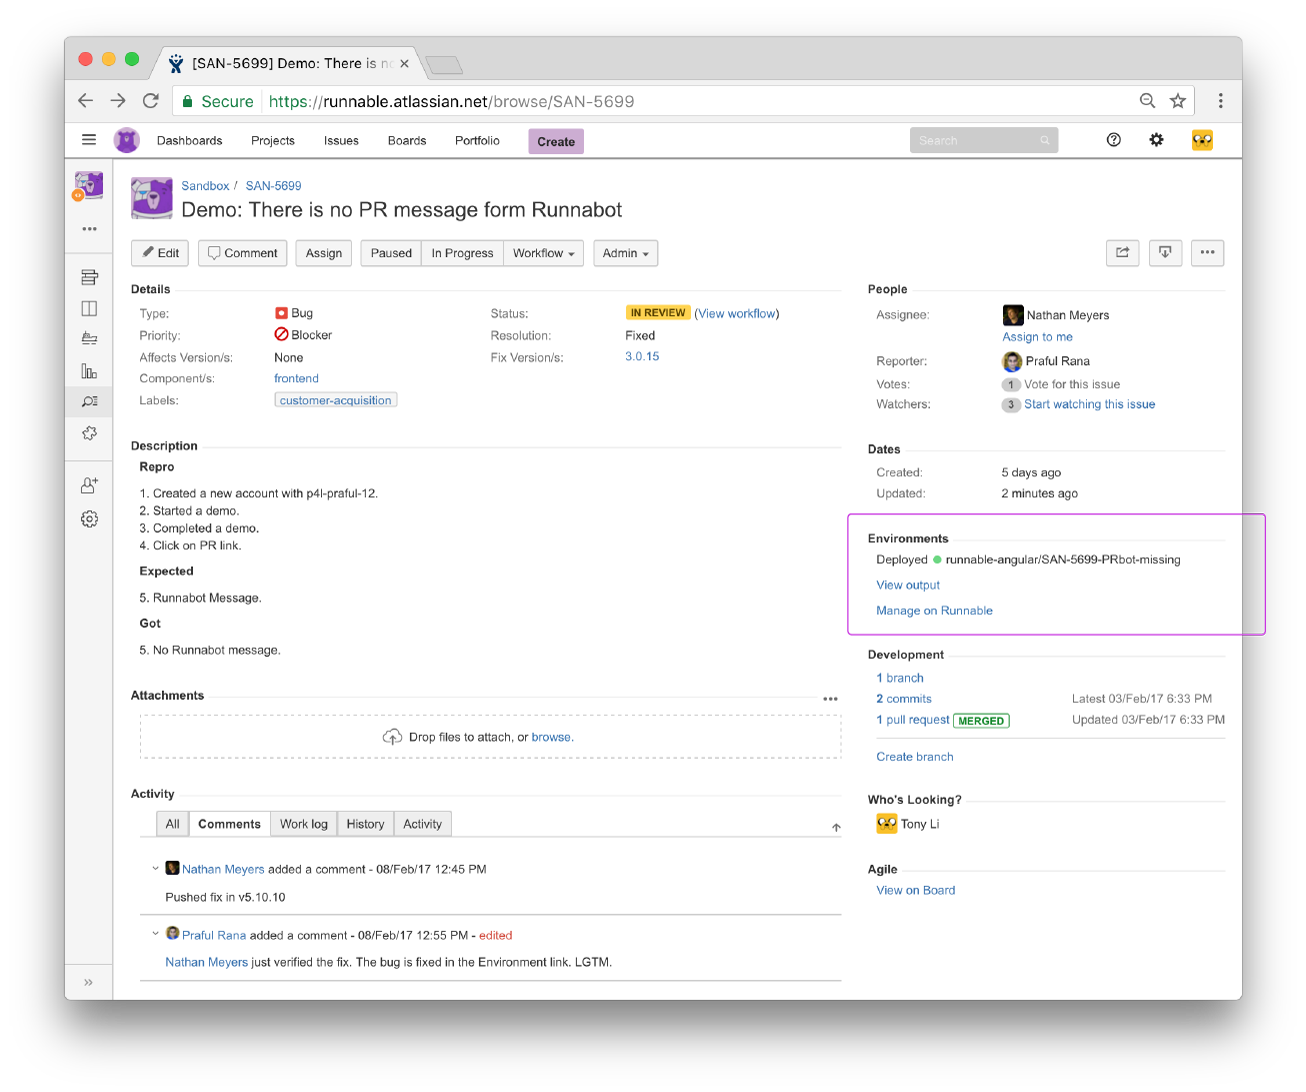 [SAN-5699] Demo: There is no
Secure https://runnable.atlassian.net/browse/SAN-5699
Dashboards Projects Issues Boards Portfolio Create Search
Sandbox / SAN-5699
Demo: There is no PR message form Runnabot
Edit Comment Assign Paused In Progress Workflow Admin
Details
Type: Bug Status: IN REVIEW (View workflow)
Priority: Blocker Resolution: Fixed
Affects Version/s: None Fix Version/s: 3.0.15
Component/s: frontend
Labels: customer-acquisition
Description
Repro
1. Created a new account with p4l-praful-12.
2. Started a demo.
3. Completed a demo.
4. Click on PR link.
Expected
5. Runnabot Message.
Got
5. No Runnabot message.
Attachments
Drop files to attach, or browse.
Activity
All Comments Work log History Activity
Nathan Meyers added a comment - 08/Feb/17 12:45 PM
Pushed fix in v5.10.10
Praful Rana added a comment - 08/Feb/17 12:55 PM - edited
Nathan Meyers just verified the fix. The bug is fixed in the Environment link. LGTM.
People
Assignee: Nathan Meyers
Assign to me
Reporter: Praful Rana
Votes: 1 Vote for this issue
Watchers: 3 Start watching this issue
Dates
Created: 5 days ago
Updated: 2 minutes ago
Environments
Deployed runnable-angular/SAN-5699-PRbot-missing
View output
Manage on Runnable
Development
1 branch
2 commits Latest 03/Feb/17 6:33 PM
1 pull request MERGED Updated 03/Feb/17 6:33 PM
Create branch
Who's Looking?
Tony Li
Agile
View on Board